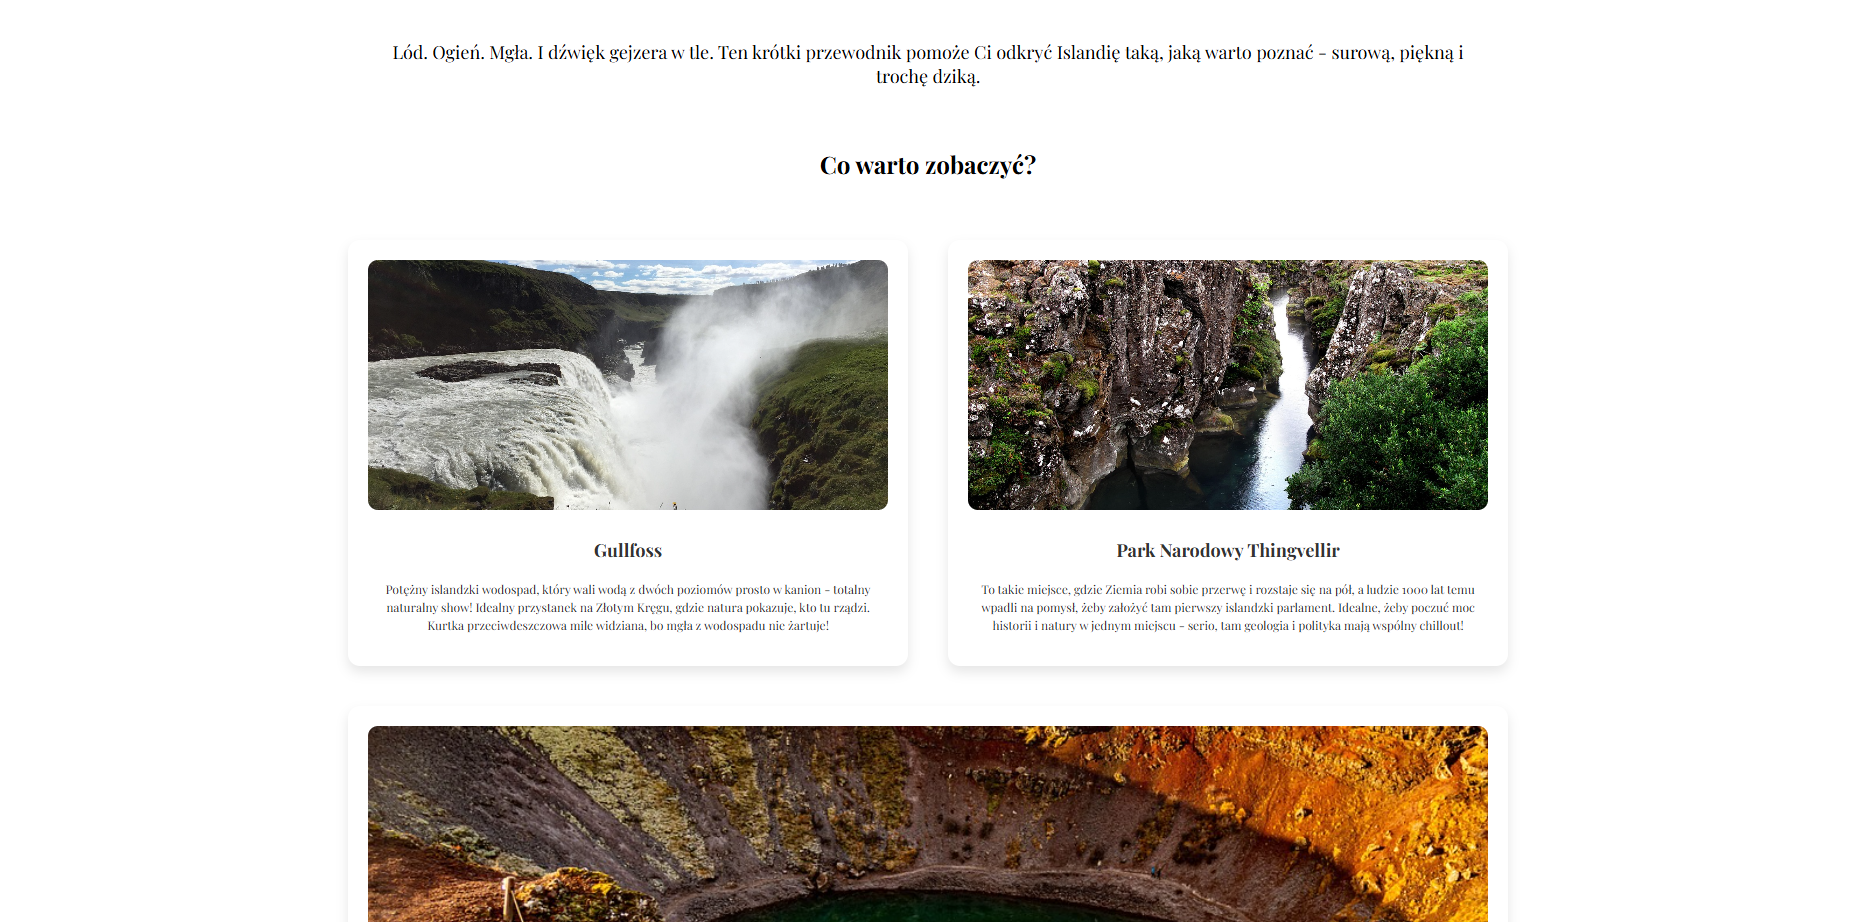 Lód. Ogień. Mgła. I dźwięk gejzera w tle. Ten krótki przewodnik pomoże Ci odkryć Islandię taką, jaką warto poznać - surową, piękną i
trochę dziką.
Co warto zobaczyć?
Gullfoss
Potężny islandzki wodospad, który wali wodą z dwóch poziomów prosto w kanion - totalny
naturalny show! Idealny przystanek na Złotym Kręgu, gdzie natura pokazuje, kto tu rządzi.
Kurtka przeciwdeszczowa mile widziana, bo mgła z wodospadu nie żartuje!
Park Narodowy Thingvellir
To takie miejsce, gdzie Ziemia robi sobie przerwę i rozstaje się na pół, a ludzie 1000 lat temu
wpadli na pomysł, żeby założyć tam pierwszy islandzki parlament. Idealne, żeby poczuć moc
historii i natury w jednym miejscu - serio, tam geologia i polityka mają wspólny chillout!